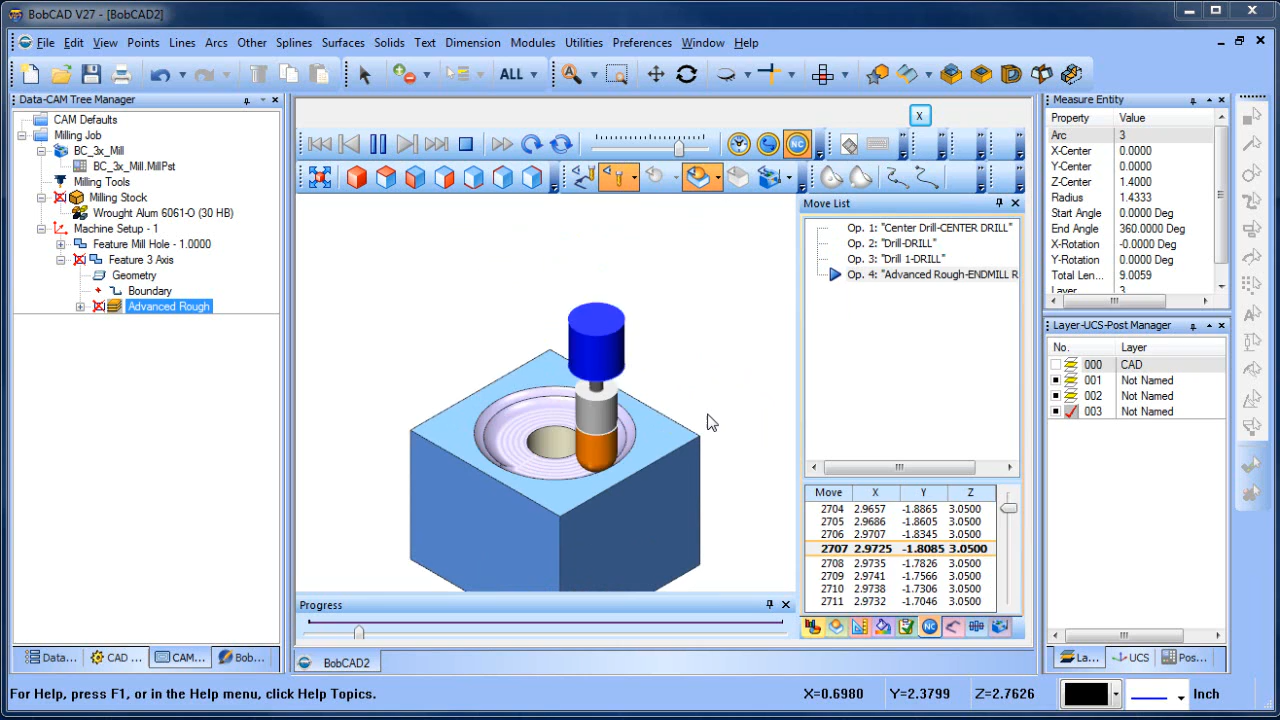 BobCAD V27 - [BobCAD2]
File Edit View Points Lines Arcs Other Splines Surfaces Solids Text Dimension Modules Utilities Preferences Window Help
ALL
Data-CAM Tree Manager
CAM Defaults
Milling Job
BC_3x_Mill
BC_3x_Mill.MillPst
Milling Tools
Milling Stock
Wrought Alum 6061-O (30 HB)
Machine Setup - 1
Feature Mill Hole - 1.0000
Feature 3 Axis
Geometry
Boundary
Advanced Rough
Data... CAD ... CAM... Bob...
X
NC
Move List
Op. 1: "Center Drill-CENTER DRILL"
Op. 2: "Drill-DRILL"
Op. 3: "Drill 1-DRILL"
Op. 4: "Advanced Rough-ENDMILL R
Move X Y Z
2704 2.9657 -1.8865 3.0500
2705 2.9686 -1.8605 3.0500
2706 2.9707 -1.8345 3.0500
2707 2.9725 -1.8085 3.0500
2708 2.9735 -1.7826 3.0500
2709 2.9741 -1.7566 3.0500
2710 2.9738 -1.7306 3.0500
2711 2.9732 -1.7046 3.0500
NC
Progress
BobCAD2
Measure Entity
Property Value
Arc 3
X-Center 0.0000
Y-Center 0.0000
Z-Center 1.4000
Radius 1.4333
Start Angle 0.0000 Deg
End Angle 360.0000 Deg
X-Rotation -0.0000 Deg
Y-Rotation -0.0000 Deg
Total Len... 9.0059
Layer 3
Layer-UCS-Post Manager
No. Layer
000 CAD
001 Not Named
002 Not Named
003 Not Named
La... UCS Pos...
For Help, press F1, or in the Help menu, click Help Topics.
X=0.6980 Y=2.3799 Z=2.7626 Inch